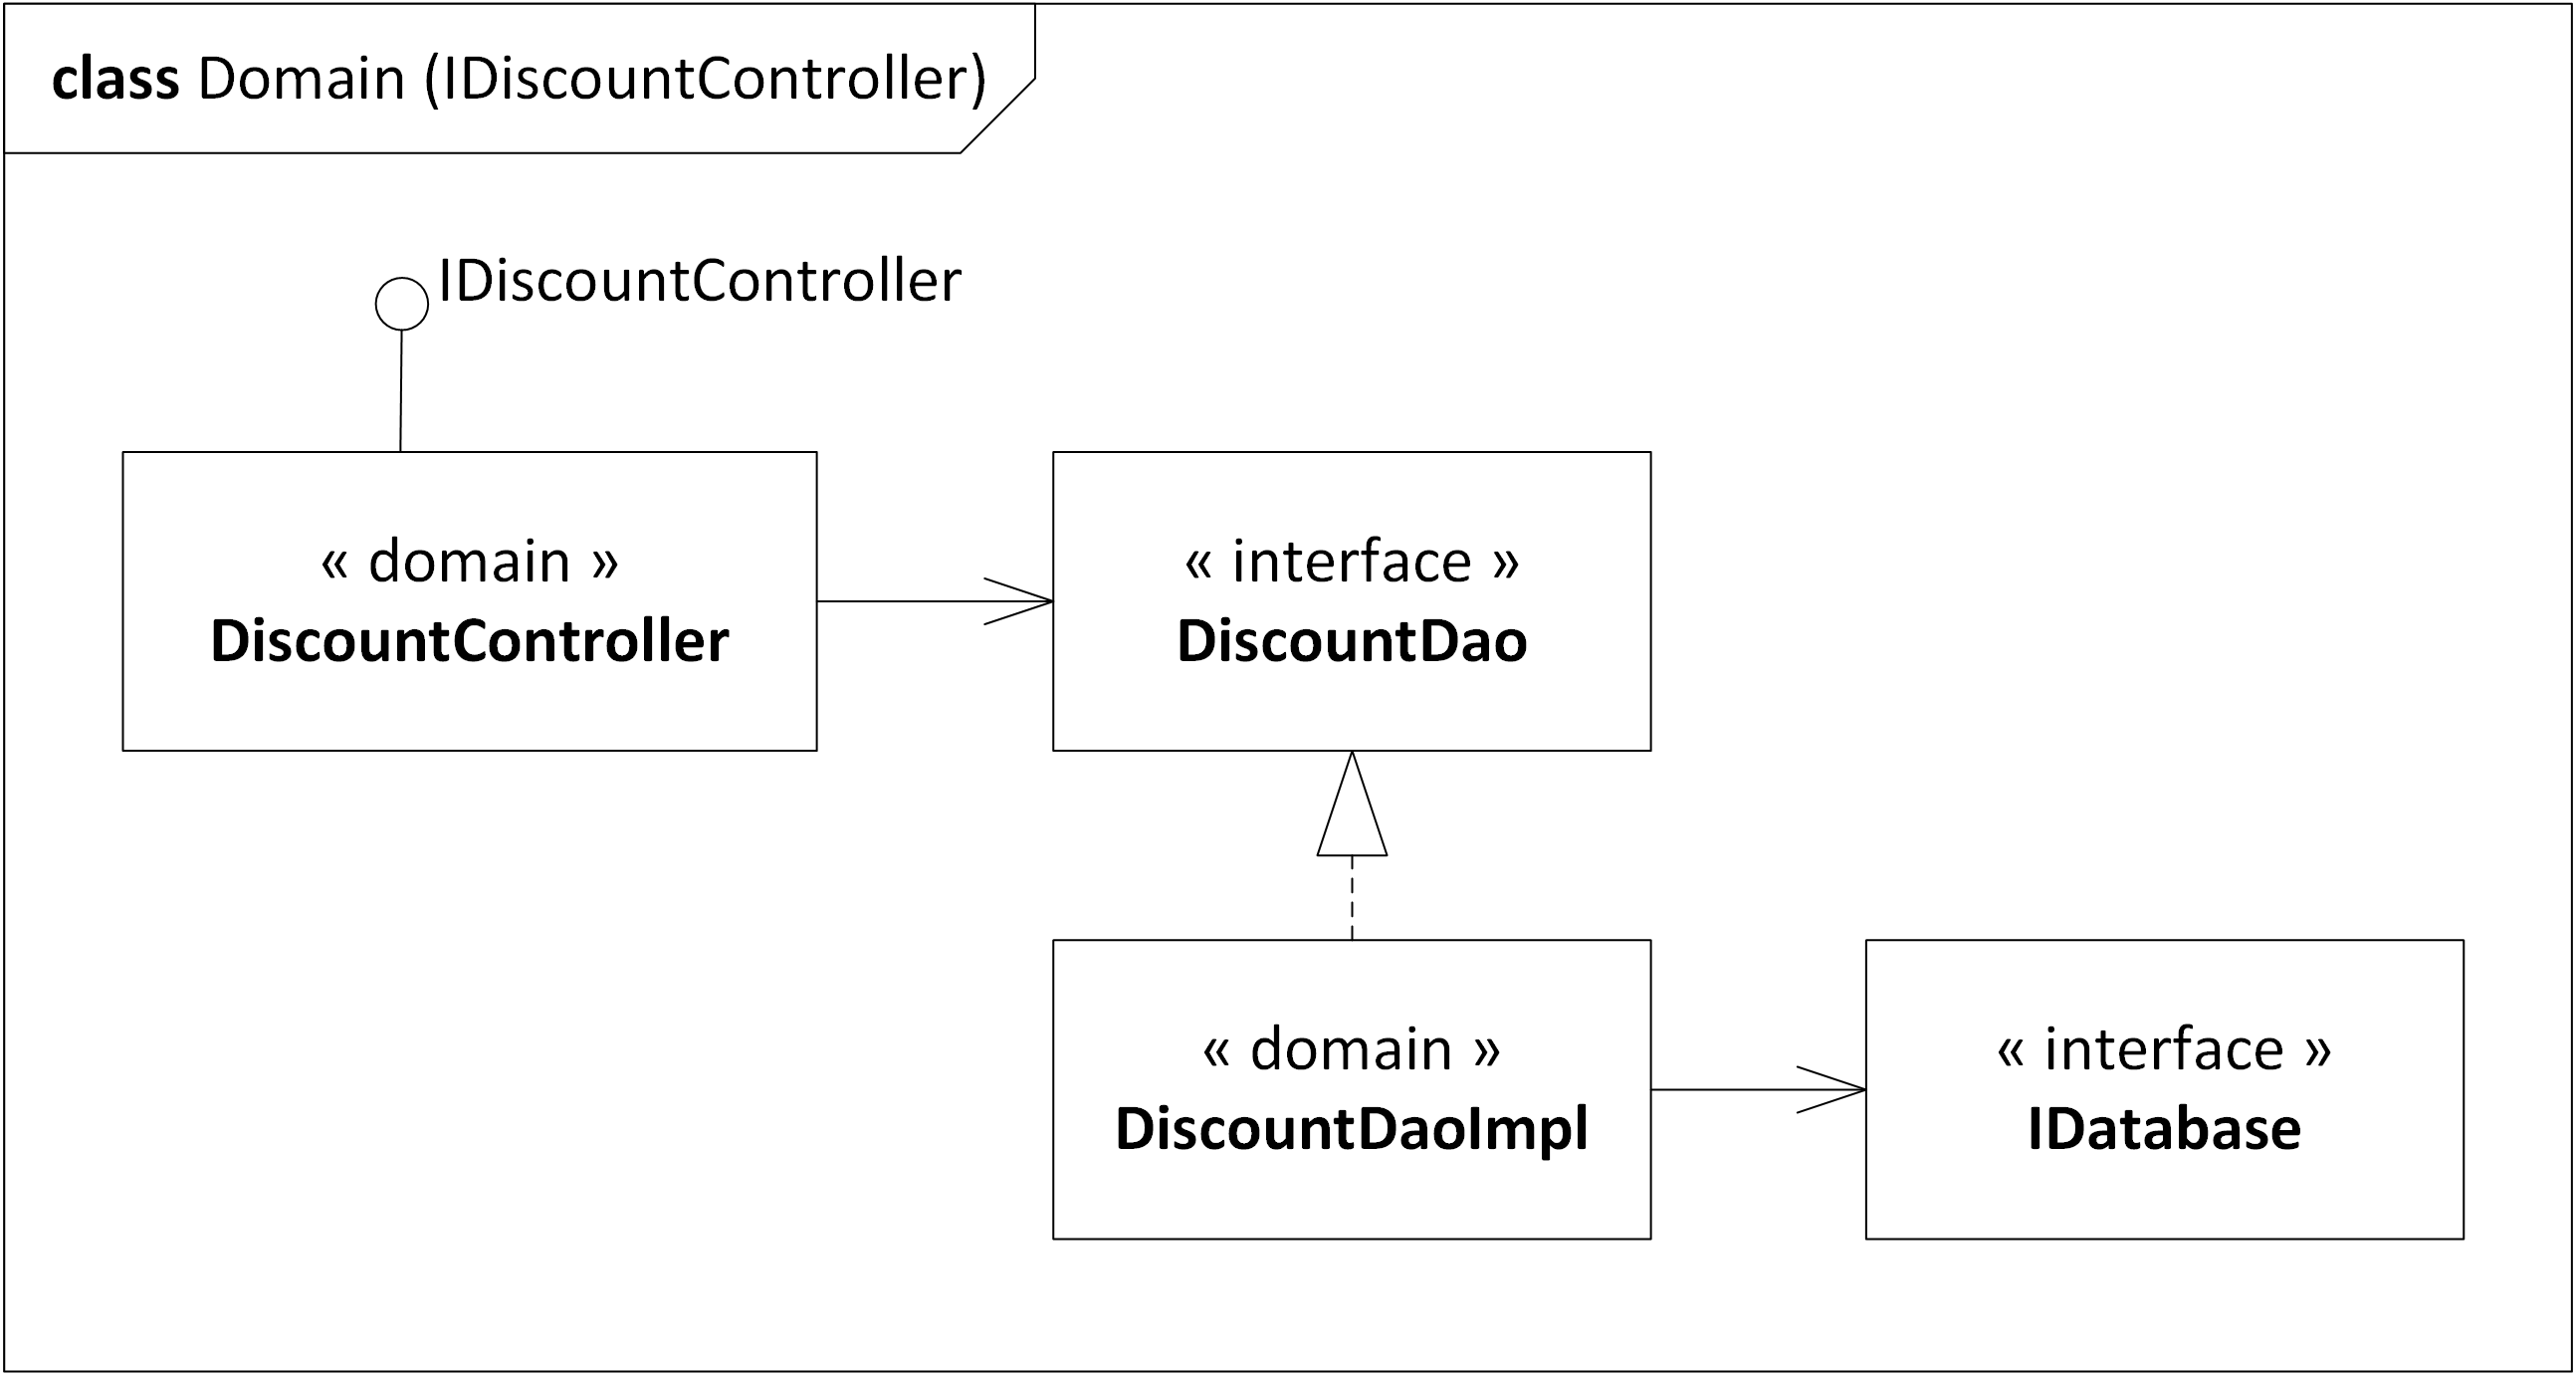 class Domain (IDiscountController)
IDiscountController
« domain »
DiscountController
« interface »
DiscountDao
« domain »
DiscountDaoImpl
« interface »
IDatabase